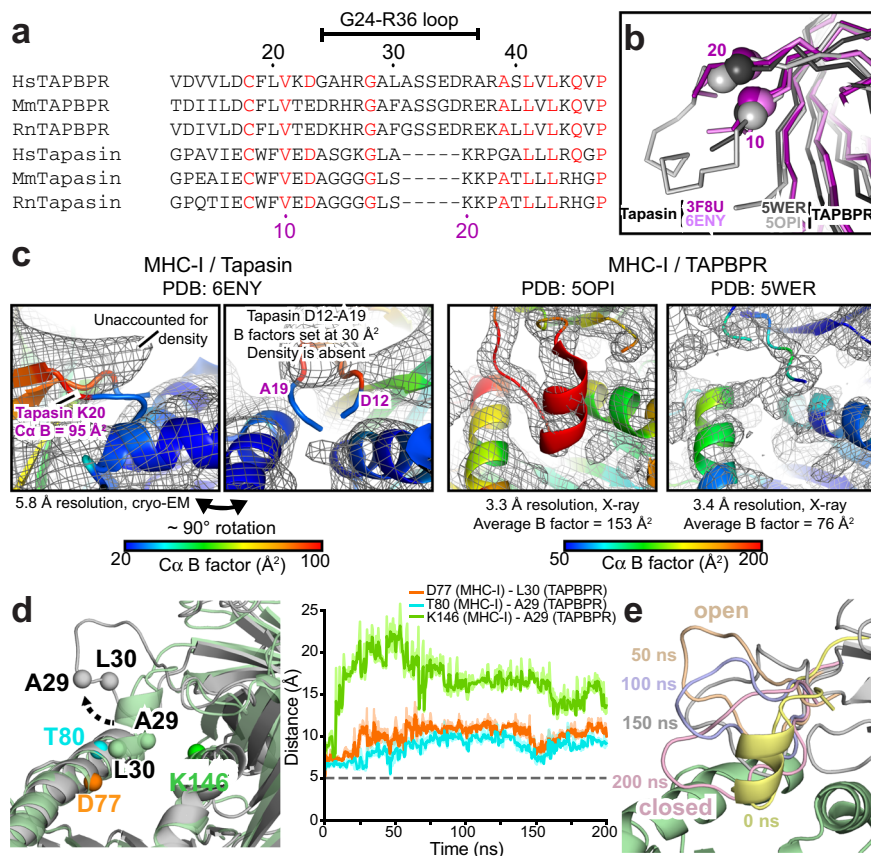 a
G24-R36 loop
20 30 40
HsTAPBPR VDVVLDCFLVKDGAHRGALASSEDRARASLVLKQVP
MmTAPBPR TDIILDCFLVTEDRHRGAFASSGDREKASLVLKQVP
RnTAPBPR VDIVLDCFLVTEDKHRGAFGSSEDREKALLVLKQVP
HsTapasin GPAVIECWFVEDASGKGLA-----KRPGALLLRQGP
MmTapasin GPEAIECWFVEDAGGGGLS-----KKPATLLLRHGP
RnTapasin GPQTIECWFVEDAGGGGLS-----KKPATLLLRHGP
10 20
b
20
10
Tapasin 3F8U 5WER TAPBPR
6ENY 5OPI
c
MHC-I / Tapasin
PDB: 6ENY
MHC-I / TAPBPR
PDB: 5OPI PDB: 5WER
Unaccounted for
density
Tapasin K20
Cα B = 95 Å²
Tapasin D12-A19
B factors set at 30 Å²
Density is absent
A19
D12
5.8 Å resolution, cryo-EM
~ 90° rotation
20 100
Cα B factor (Å²)
3.3 Å resolution, X-ray
Average B factor = 153 Å²
3.4 Å resolution, X-ray
Average B factor = 76 Å²
50 200
Cα B factor (Å²)
d
A29
L30
A29
T80
L30
K146
D77
D77 (MHC-I) - L30 (TAPBPR)
T80 (MHC-I) - A29 (TAPBPR)
K146 (MHC-I) - A29 (TAPBPR)
Distance (Å)
25
20
15
10
5
0 50 100 150 200
Time (ns)
e
open
50 ns
100 ns
150 ns
200 ns
closed
0 ns